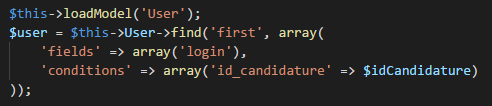 $this->loadModel('User');
$user = $this->User->find('first', array(
    'fields' => array('login'),
    'conditions' => array('id_candidature' => $idCandidature)
));